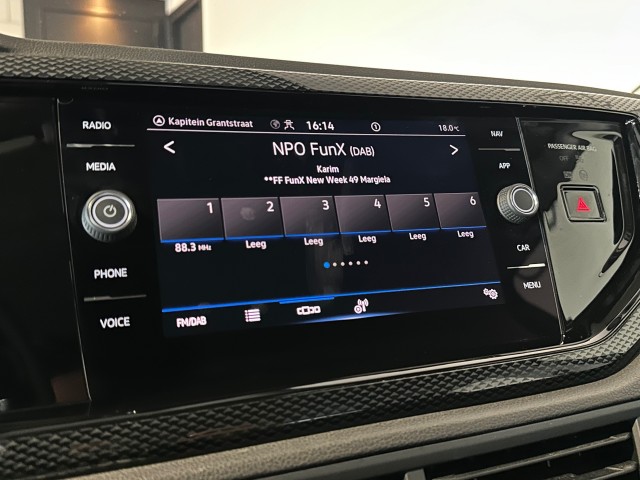 RADIO
MEDIA
PHONE
VOICE
Kapitein Grantstraat 16:14 18.0°C
< NPO FunX (DAB) >
Karim
**FF FunX New Week 49 Margiela
1 2 3 4 5 6
88.3 MHz Leeg Leeg Leeg Leeg Leeg
FM/DAB
NAV
APP
CAR
MENU
PASSENGER AIR BAG
OFF